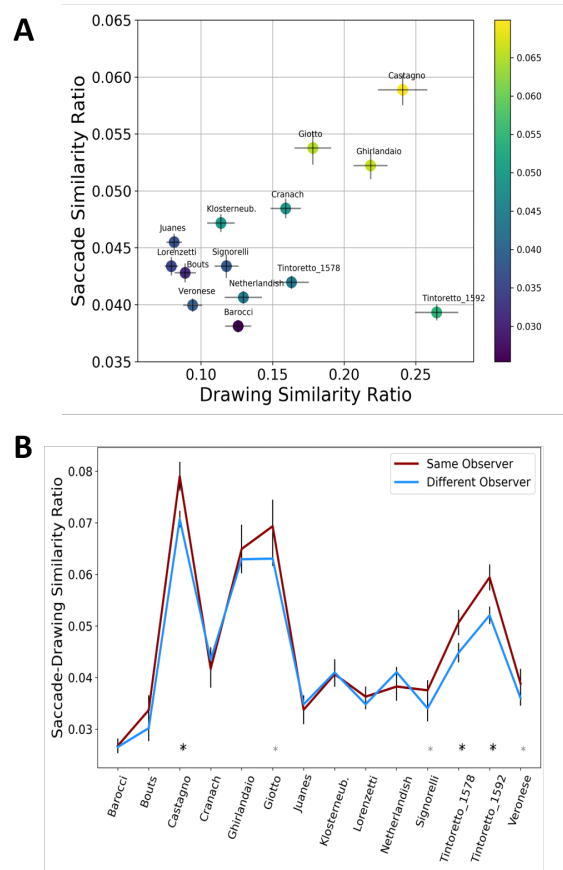 A
Saccade Similarity Ratio
0.065
0.060
0.055
0.050
0.045
0.040
0.035
Castagno
Giotto
Ghirlandaio
Cranach
Klosterneub.
Juanes
Lorenzetti
Signorelli
Bouts
Netherlandish
Tintoretto_1578
Veronese
Tintoretto_1592
Barocci
0.10 0.15 0.20 0.25
Drawing Similarity Ratio
0.065
0.060
0.055
0.050
0.045
0.040
0.035
0.030
B
Saccade-Drawing Similarity Ratio
0.08
0.07
0.06
0.05
0.04
0.03
Same Observer
Different Observer
* * * * * *
Barocci
Bouts
Castagno
Cranach
Ghirlandaio
Giotto
Juanes
Klosterneub.
Lorenzetti
Netherlandish
Signorelli
Tintoretto_1578
Tintoretto_1592
Veronese